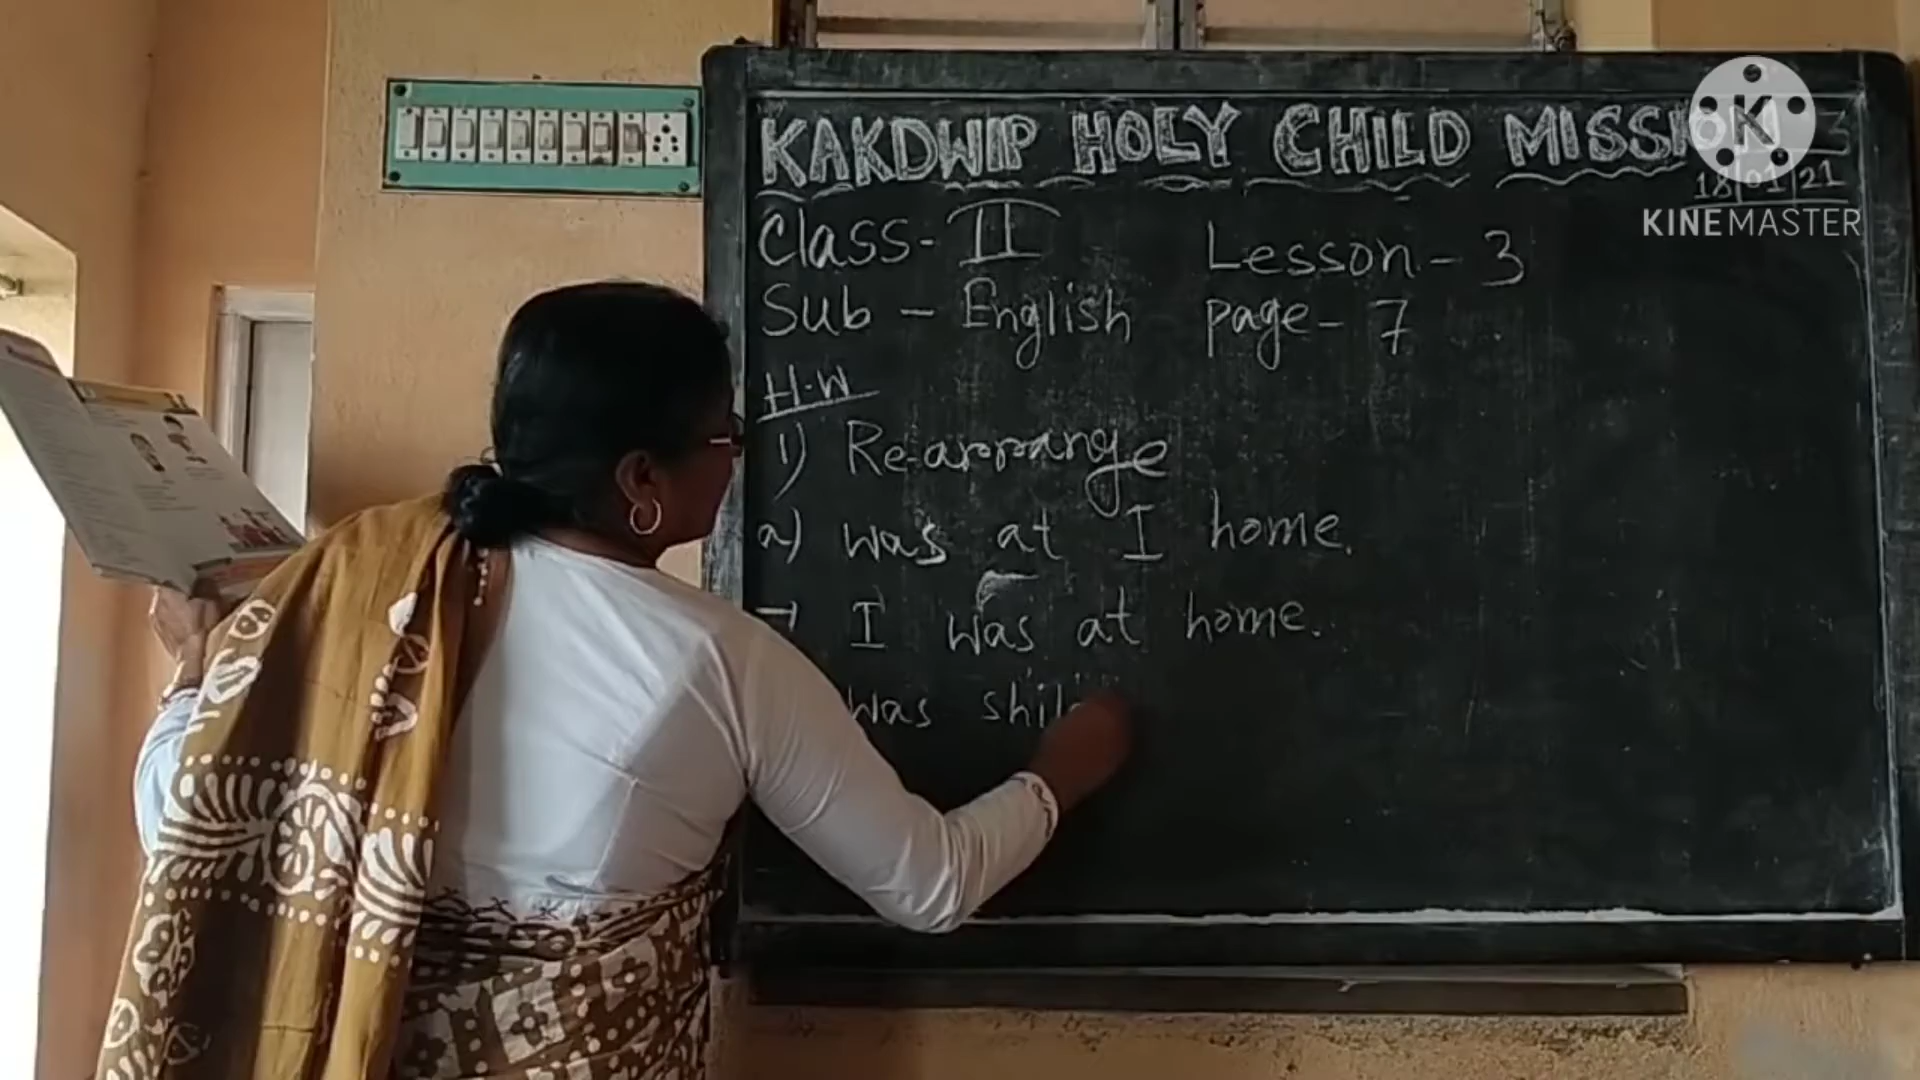 KAKDWIP HOLY CHILD MISSION
18 01 21
KINEMASTER
Class - II Lesson - 3
Sub - English page - 7
H.W
1) Re-arrange
a) was at I home.
→ I was at home.
was